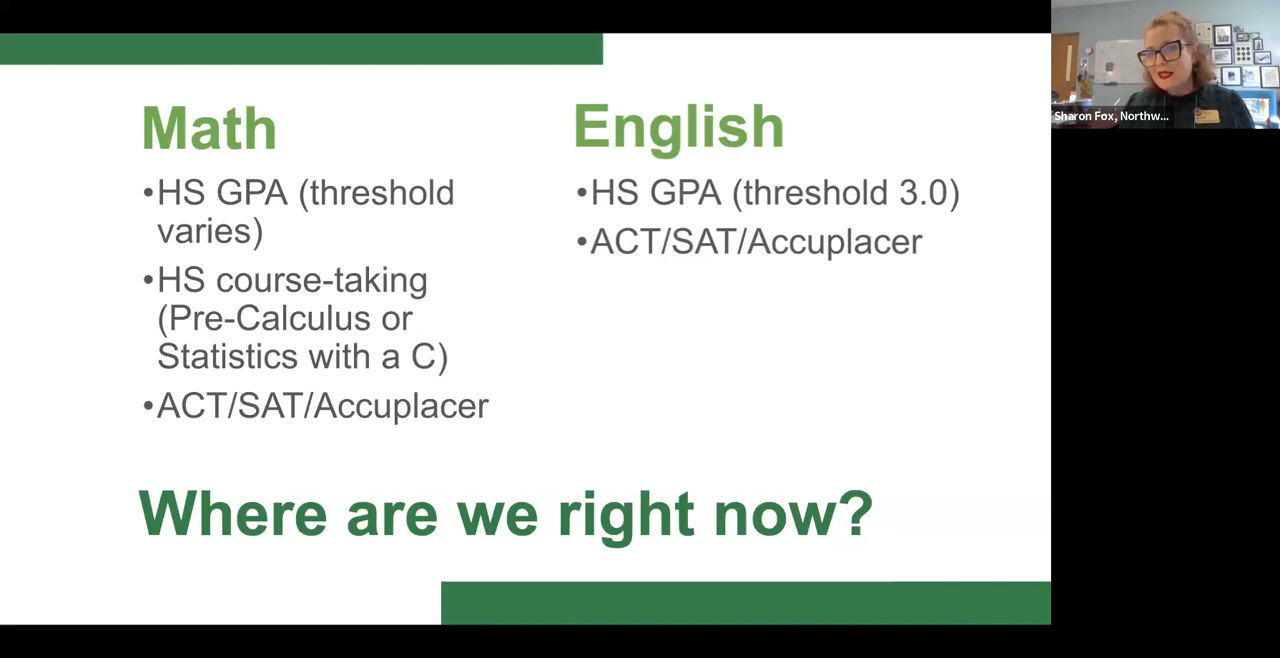 Math
•HS GPA (threshold
varies)
•HS course-taking
(Pre-Calculus or
Statistics with a C)
•ACT/SAT/Accuplacer
English
•HS GPA (threshold 3.0)
•ACT/SAT/Accuplacer
Where are we right now?
Sharon Fox, Northw...